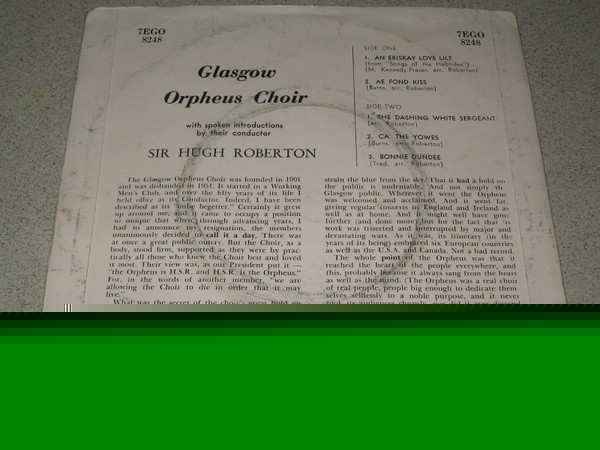 7EGO
8248
7EGO
8248
Glasgow
Orpheus Choir
with spoken introductions
by their conductor
SIR HUGH ROBERTON
SIDE ONE
1. AN ERISKAY LOVE LILT
(from "Songs of the Hebrides")
(M. Kennedy-Fraser, arr. Roberton)
2. AE FOND KISS
(Burns, arr. Roberton)
SIDE TWO
1. THE DASHING WHITE SERGEANT
(arr. Roberton)
2. CA' THE YOWES
(Burns, arr. Roberton)
3. BONNIE DUNDEE
(Trad. arr. Roberton)
The Glasgow Orpheus Choir was founded in 1901
and was disbanded in 1951. It started in a Working
Men's Club, and over the fifty years of its life I
held office as its Conductor. Indeed, I have been
described as its "onlie begetter." Certainly it grew
up around me, and it came to occupy a position
so unique that when, through advancing years, I
had to announce my resignation, the members
unanimously decided to call it a day. There was
at once a great public outcry. But the Choir, as a
body, stood firm, supported as they were by prac-
tically all those who knew the Choir best and loved
it most. Their view was, as our President put it —
"the Orpheus is H.S.R. and H.S.R. is the Orpheus."
For, in the words of another member, "we are
allowing the Choir to die in order that it may
live."
What was the secret of the choir's great hold on
strain the blue from the sky. That it had a hold on
the public is undeniable. And not simply the
Glasgow public. Wherever it went the Orpheus
was welcomed and acclaimed. And it went far,
giving regular concerts in England and Ireland as
well as at home. And it might well have gone
further (and done more) but for the fact that its
work was trisected and interrupted by major and
devastating wars. As it was, its itinerary (in the
years of its being) embraced six European countries
as well as the U.S.A. and Canada. Not a bad record.
The whole point of the Orpheus was that it
reached the heart of the people everywhere, and
this, probably because it always sang from the heart
as well as the mind. (The Orpheus was a real choir
of real people, people big enough to dedicate them-
selves selflessly to a noble purpose, and it never